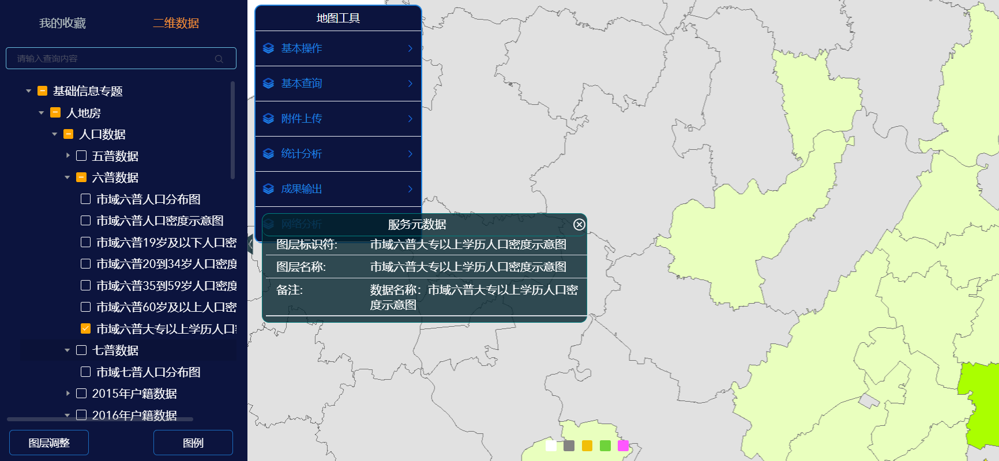 我的收藏
二维数据
请输入查询内容
基础信息专题
人地房
人口数据
五普数据
六普数据
市域六普人口分布图
市域六普人口密度示意图
市域六普19岁及以下人口密
市域六普20到34岁人口密度
市域六普35到59岁人口密度
市域六普60岁及以上人口密
市域六普大专以上学历人口
七普数据
市域七普人口分布图
2015年户籍数据
2016年户籍数据
图层调整
图例
地图工具
基本操作
基本查询
附件上传
统计分析
成果输出
网络分析
服务元数据
图层标识符: 市域六普大专以上学历人口密度示意图
图层名称: 市域六普大专以上学历人口密度示意图
备注: 数据名称：市域六普大专以上学历人口密
度示意图